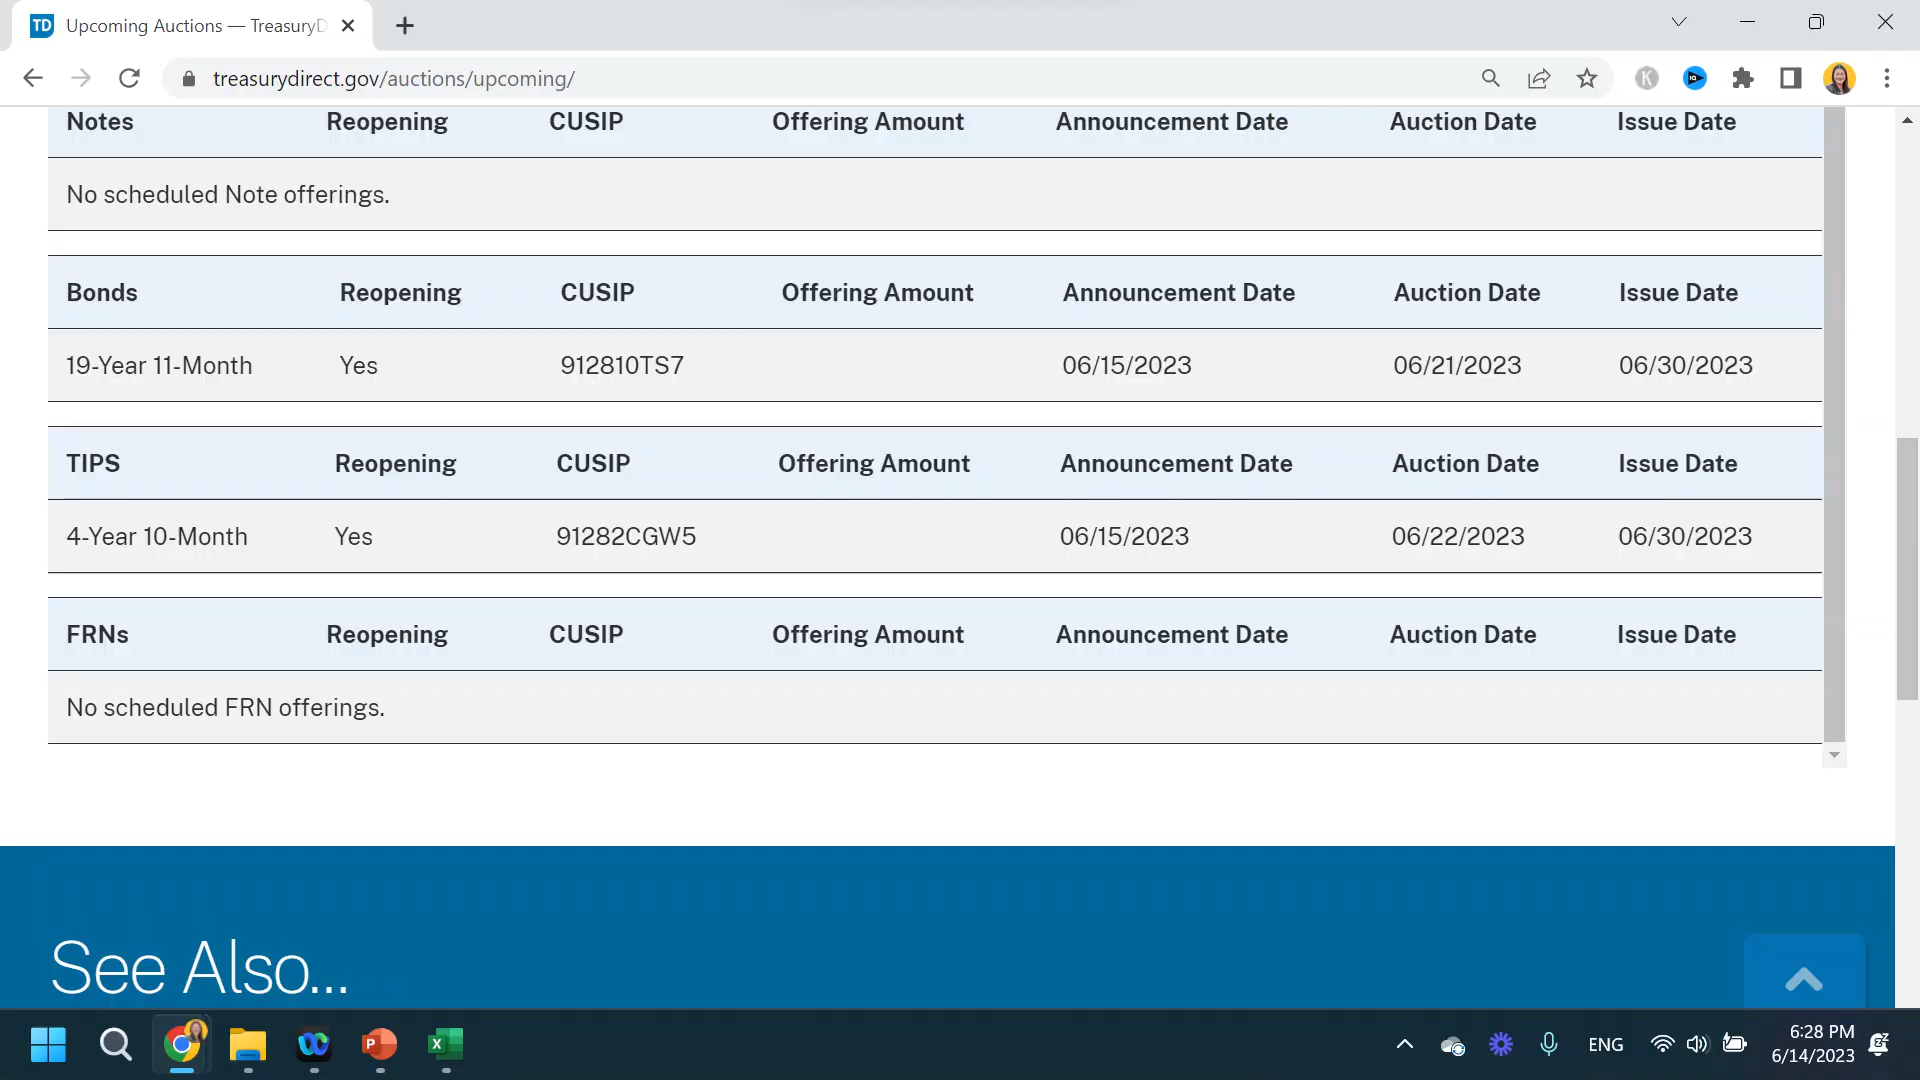 TD Upcoming Auctions — TreasuryD
treasurydirect.gov/auctions/upcoming/
Notes Reopening CUSIP Offering Amount Announcement Date Auction Date Issue Date
No scheduled Note offerings.
Bonds Reopening CUSIP Offering Amount Announcement Date Auction Date Issue Date
19-Year 11-Month Yes 912810TS7 06/15/2023 06/21/2023 06/30/2023
TIPS Reopening CUSIP Offering Amount Announcement Date Auction Date Issue Date
4-Year 10-Month Yes 91282CGW5 06/15/2023 06/22/2023 06/30/2023
FRNs Reopening CUSIP Offering Amount Announcement Date Auction Date Issue Date
No scheduled FRN offerings.
See Also...
ENG
6:28 PM
6/14/2023